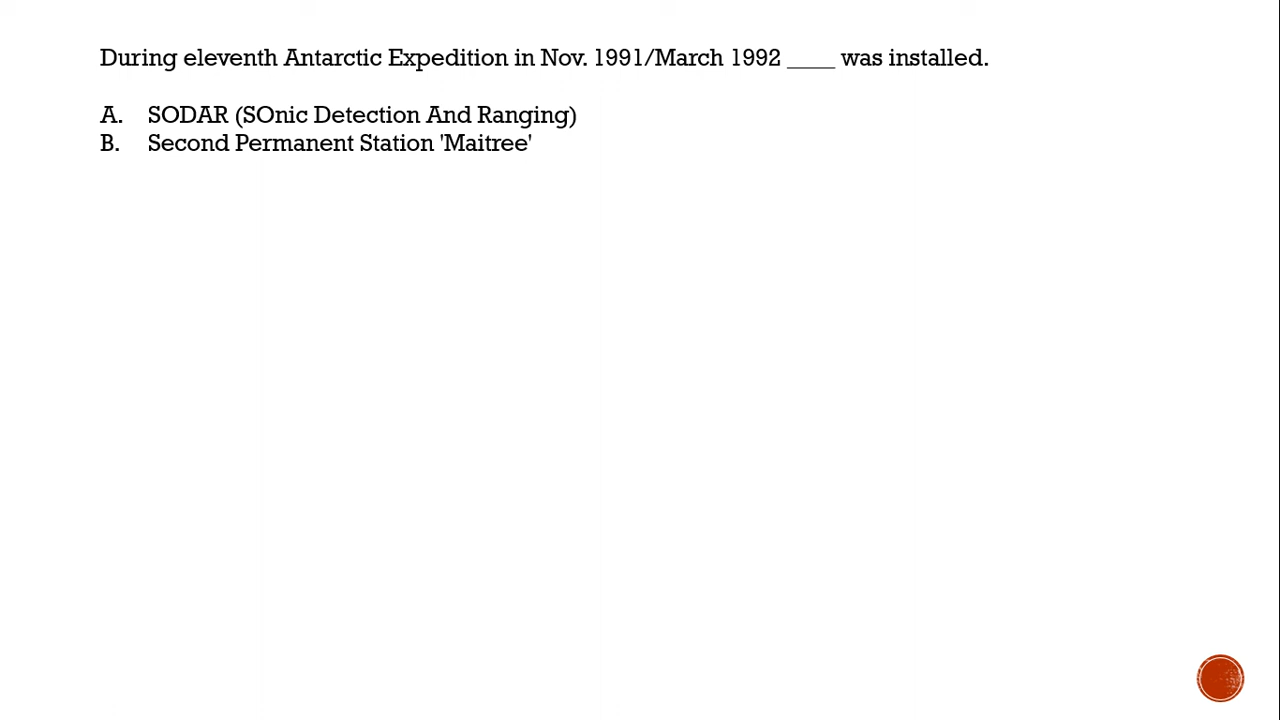 During eleventh Antarctic Expedition in Nov. 1991/March 1992 ____ was installed.
A. SODAR (SOnic Detection And Ranging)
B. Second Permanent Station 'Maitree'